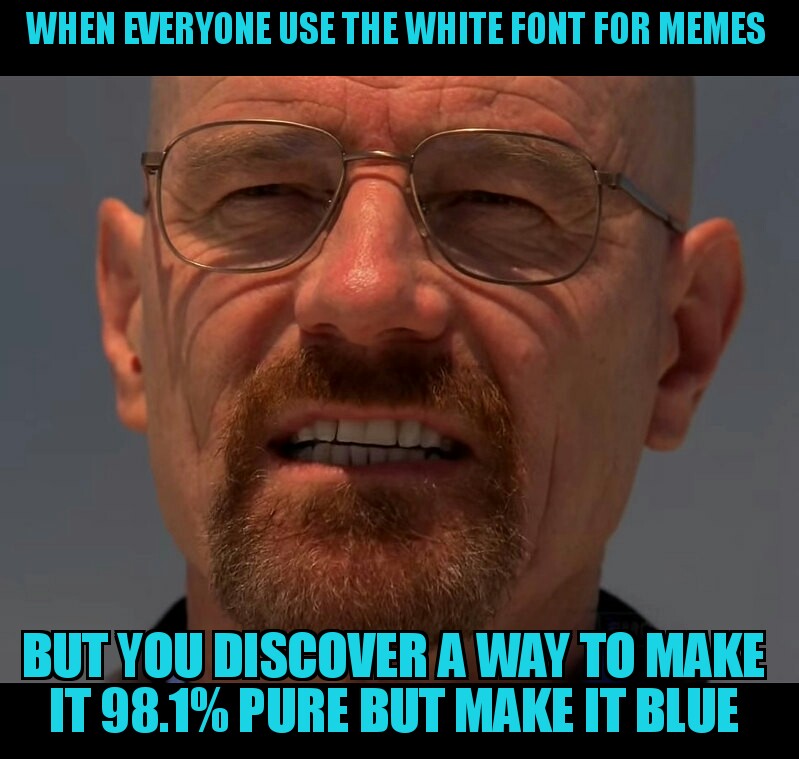 WHEN EVERYONE USE THE WHITE FONT FOR MEMES
BUT YOU DISCOVER A WAY TO MAKE
IT 98.1% PURE BUT MAKE IT BLUE